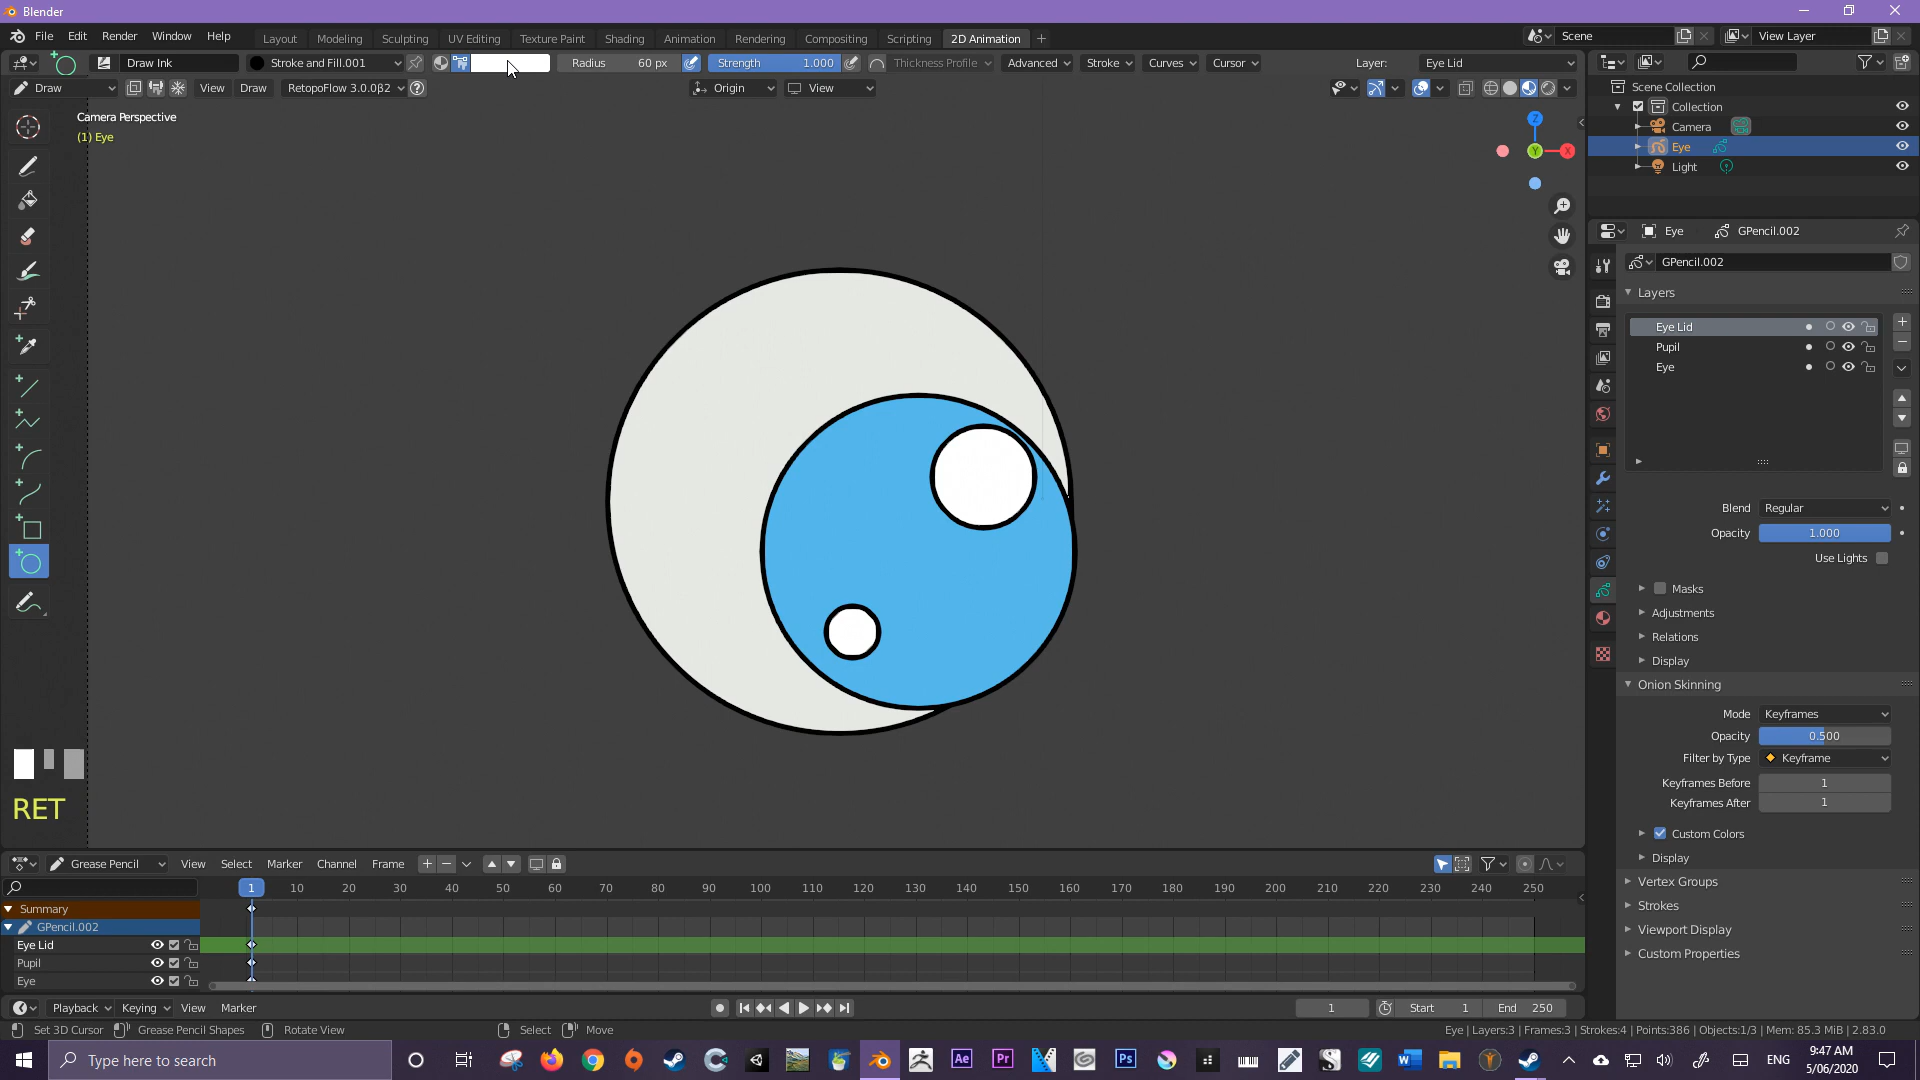 Blender
File Edit Render Window Help Layout Modeling Sculpting UV Editing Texture Paint Shading Animation Rendering Compositing Scripting 2D Animation + Scene View Layer
Draw Ink Stroke and Fill.001 Radius 60 px Strength 1.000 Thickness Profile Advanced Stroke Curves Cursor Layer: Eye Lid
Draw View Draw RetopoFlow 3.0.0β2 Origin View
Camera Perspective
(1) Eye
Z
Y
X
Scene Collection
Collection
Camera
Eye
Light
Eye GPencil.002
GPencil.002
Layers
Eye Lid
Pupil
Eye
Blend Regular
Opacity 1.000
Use Lights
Masks
Adjustments
Relations
Display
Onion Skinning
Mode Keyframes
Opacity 0.500
Filter by Type Keyframe
Keyframes Before 1
Keyframes After 1
Custom Colors
Display
Vertex Groups
Strokes
Viewport Display
Custom Properties
RET
Grease Pencil View Select Marker Channel Frame
1 10 20 30 40 50 60 70 80 90 100 110 120 130 140 150 160 170 180 190 200 210 220 230 240 250
Summary
GPencil.002
Eye Lid
Pupil
Eye
Playback Keying View Marker 1 Start 1 End 250
Set 3D Cursor Grease Pencil Shapes Rotate View Select Move Eye | Layers:3 | Frames:3 | Strokes:4 | Points:386 | Objects:1/3 | Mem: 85.3 MiB | 2.83.0
Type here to search Ae Pr Ps ENG 9:47 AM
5/06/2020